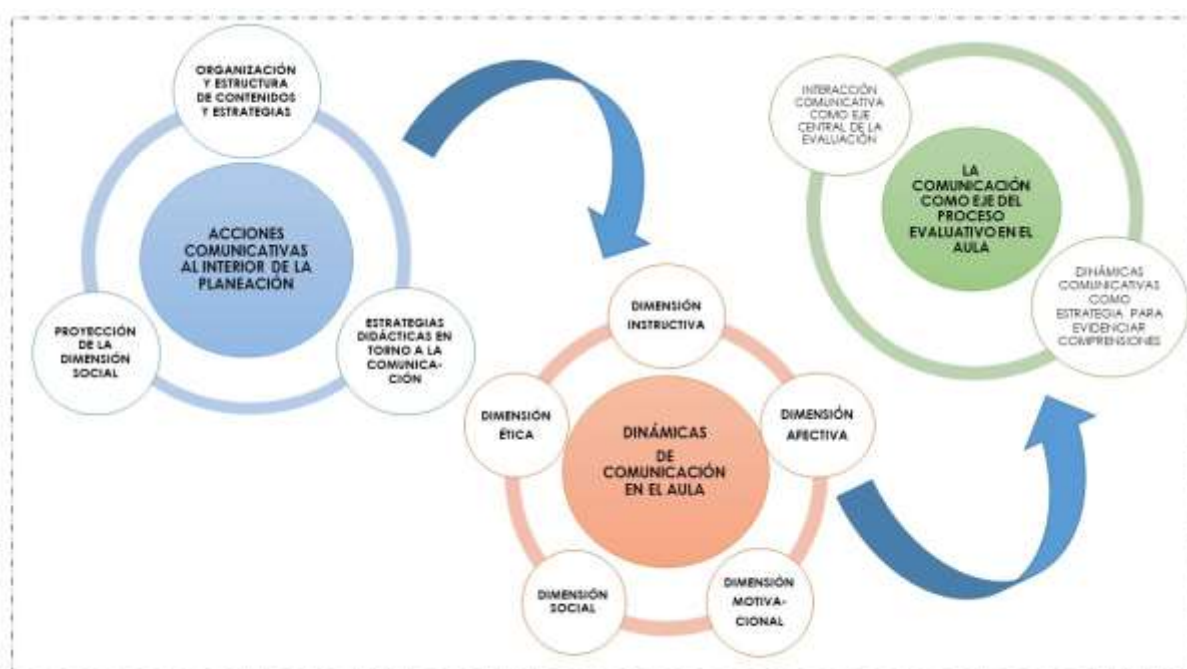 ORGANIZACIÓN
Y ESTRUCTURA
DE CONTENIDOS
Y ESTRATEGIAS
ACCIONES
COMUNICATIVAS
AL INTERIOR DE LA
PLANEACIÓN
PROYECCIÓN
DE LA
DIMENSIÓN
SOCIAL
ESTRATEGIAS
DIDÁCTICAS EN
TORNO A LA
COMUNICA-
CIÓN
DIMENSIÓN
INSTRUCTIVA
DIMENSIÓN
ÉTICA
DINÁMICAS
DE
COMUNICACIÓN
EN EL AULA
DIMENSIÓN
AFECTIVA
DIMENSIÓN
SOCIAL
DIMENSIÓN
MOTIVA-
CIONAL
INTERACCIÓN
COMUNICATIVA
COMO EJE
CENTRAL DE LA
EVALUACIÓN
LA
COMUNICACIÓN
COMO EJE DEL
PROCESO
EVALUATIVO EN EL
AULA
DINÁMICAS
COMUNICATIVAS
COMO
ESTRATEGIA PARA
EVIDENCIAR
COMPRENSIONES